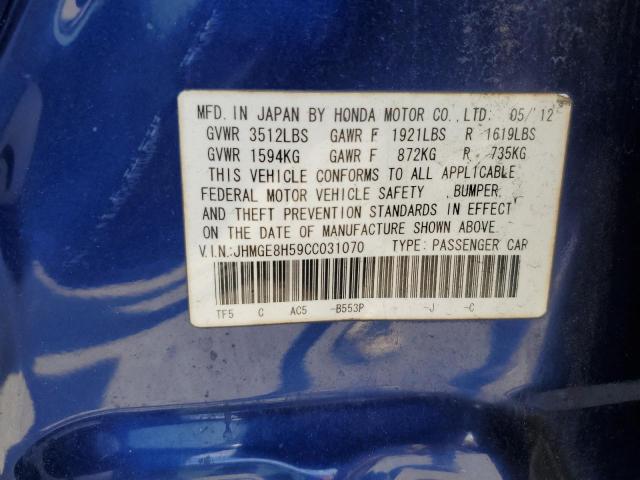 MFD. IN JAPAN BY HONDA MOTOR CO.,LTD. 05/'12
GVWR 3512LBS GAWR F 1921LBS R 1619LBS
GVWR 1594KG GAWR F 872KG R 735KG
THIS VEHICLE CONFORMS TO ALL APPLICABLE
FEDERAL MOTOR VEHICLE SAFETY ,BUMPER,
AND THEFT PREVENTION STANDARDS IN EFFECT
ON THE DATE OF MANUFACTURE SHOWN ABOVE.
V.I.N.:JHMGE8H59CC031070 TYPE: PASSENGER CAR
TF5 C AC5 -B553P -J -C